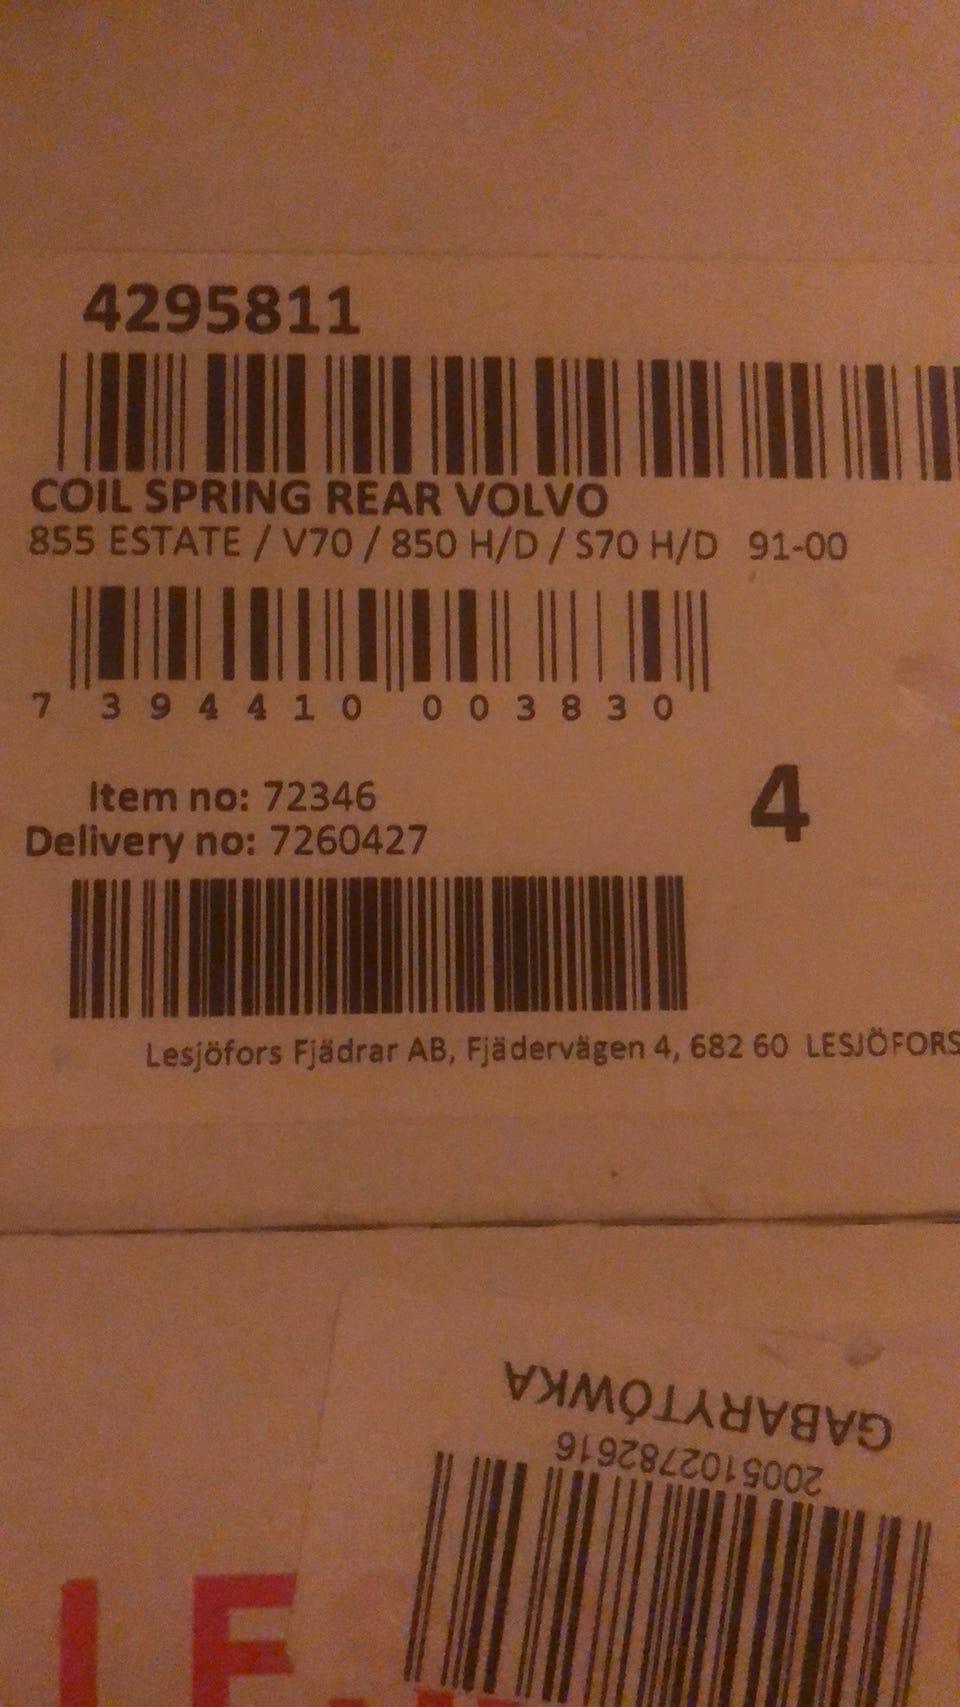 4295811
COIL SPRING REAR VOLVO
855 ESTATE / V70 / 850 H/D / S70 H/D 91-00
7 394410 003830
Item no: 72346
4
Delivery no: 7260427
Lesjöfors Fjädrar AB, Fjädervägen 4, 682 60 LESJÖFORS
GABARYTÓWKA
2005102782616